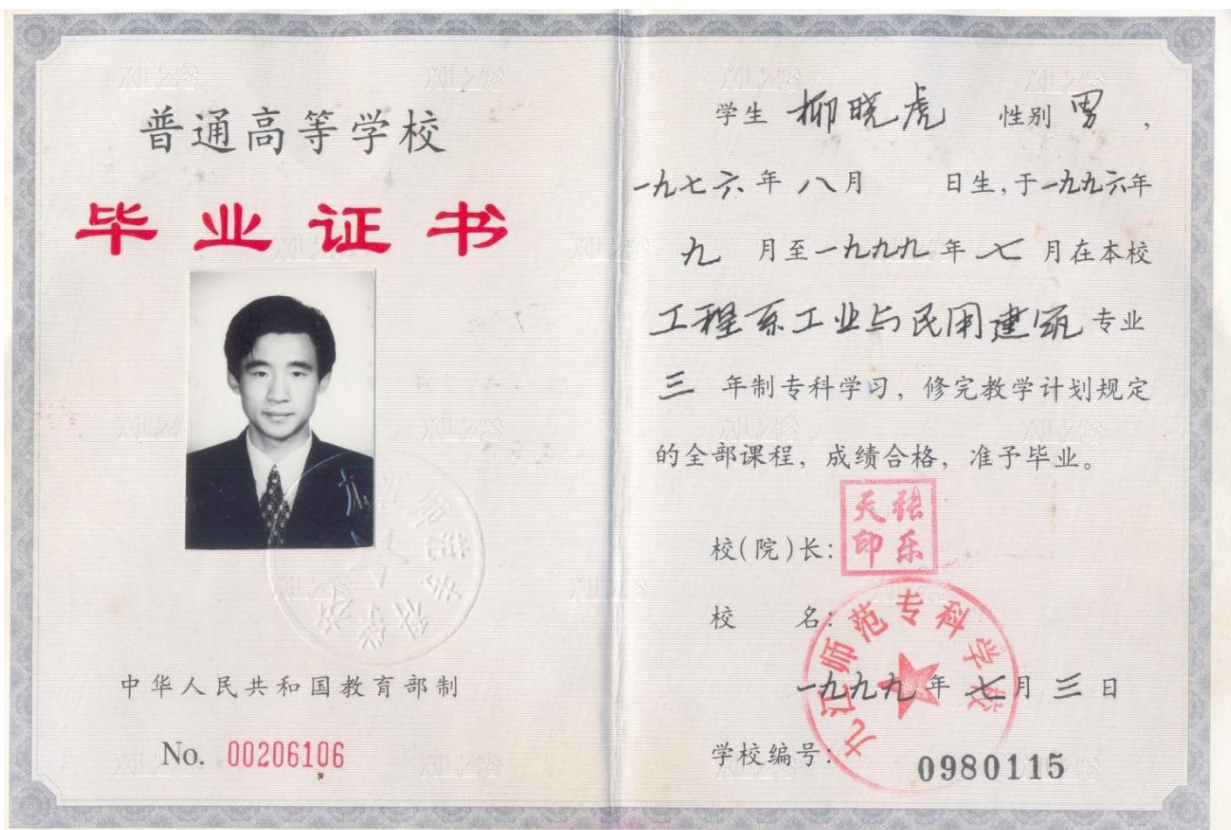 普通高等学校
毕业证书
中华人民共和国教育部制
No. 00206106
学生 柳晓虎 性别 男，
一九七六年八月 日生，于一九九六年
九 月至一九九九年七月在本校
工程系工业与民用建筑专业
三 年制专科学习，修完教学计划规定
的全部课程，成绩合格，准予毕业。
校(院)长：
张乐天印
校 名：
九江师范专科学校
一九九九年七月三日
学校编号：0980115